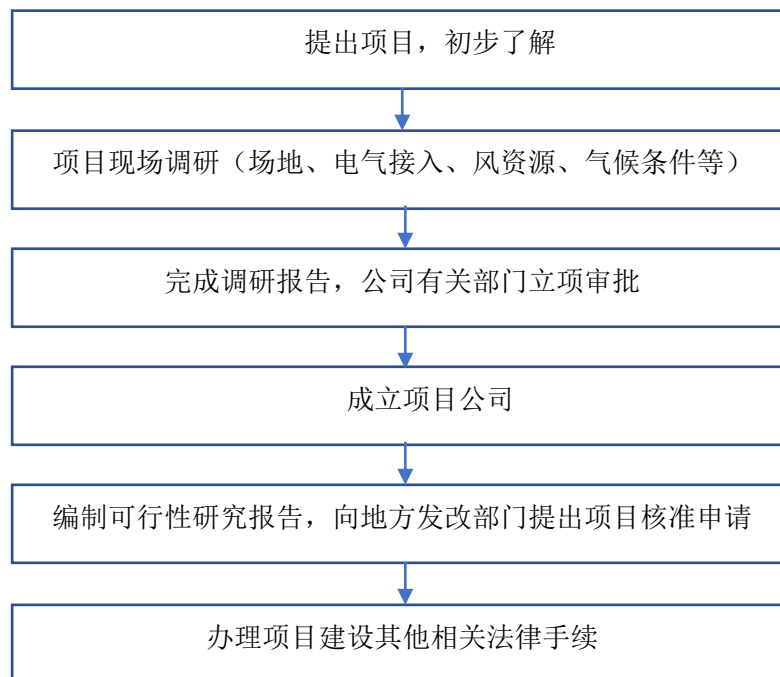 提出项目，初步了解
项目现场调研（场地、电气接入、风资源、气候条件等）
完成调研报告，公司有关部门立项审批
成立项目公司
编制可行性研究报告，向地方发改部门提出项目核准申请
办理项目建设其他相关法律手续